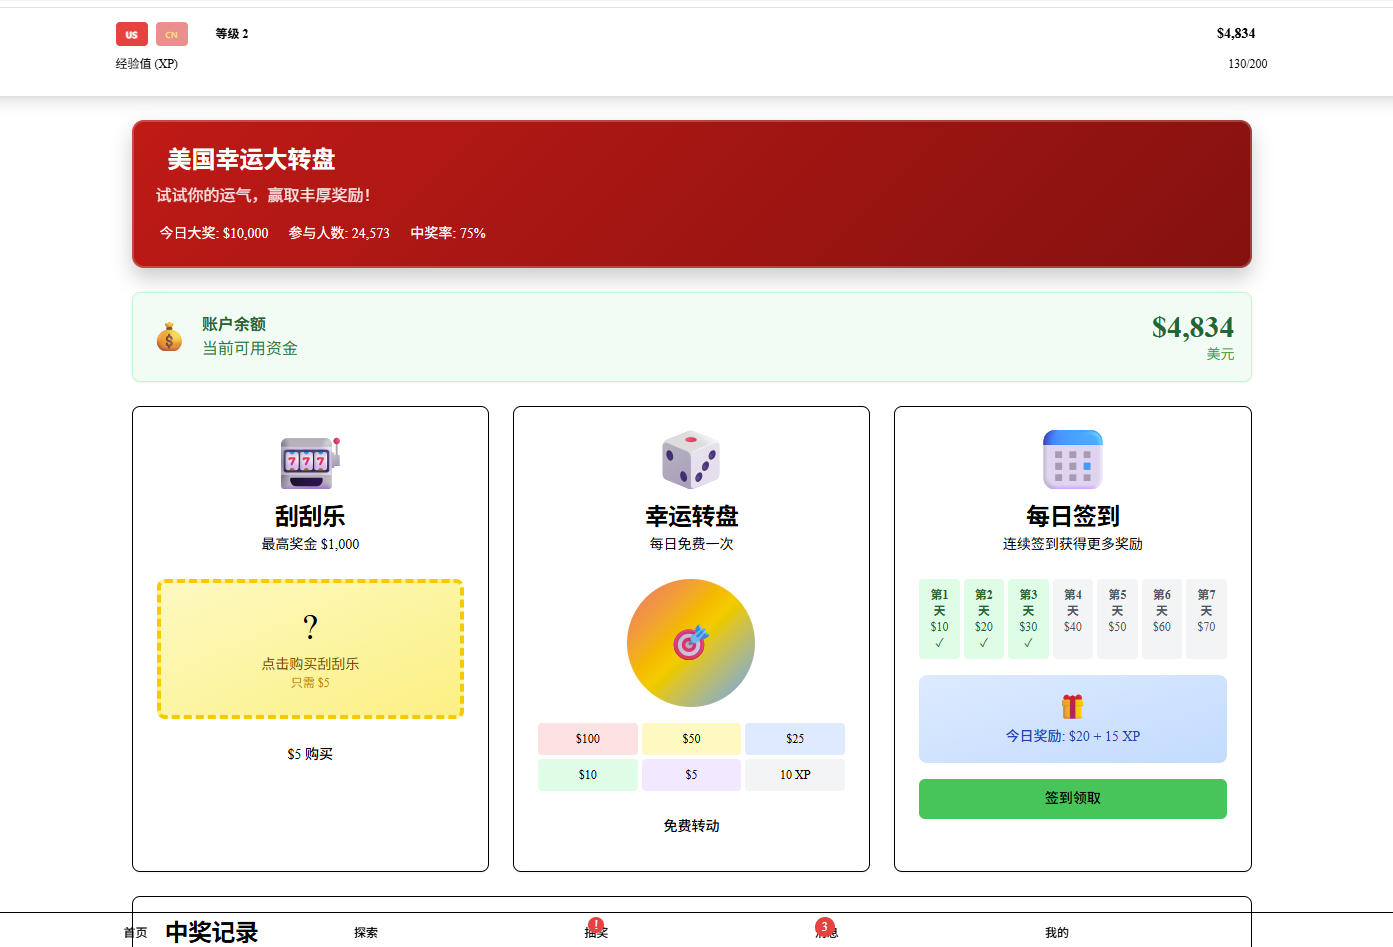 US CN 等级 2 $4,834
经验值 (XP) 130/200
美国幸运大转盘
试试你的运气，赢取丰厚奖励！
今日大奖: $10,000 参与人数: 24,573 中奖率: 75%
账户余额
当前可用资金
$4,834
美元
777
刮刮乐
最高奖金 $1,000
?
点击购买刮刮乐
只需 $5
$5 购买
幸运转盘
每日免费一次
$100 $50 $25
$10 $5 10 XP
免费转动
每日签到
连续签到获得更多奖励
第1天 $10 ✓
第2天 $20 ✓
第3天 $30 ✓
第4天 $40
第5天 $50
第6天 $60
第7天 $70
今日奖励: $20 + 15 XP
签到领取
中奖记录
首页 探索 抽奖 ! 消息 3 我的